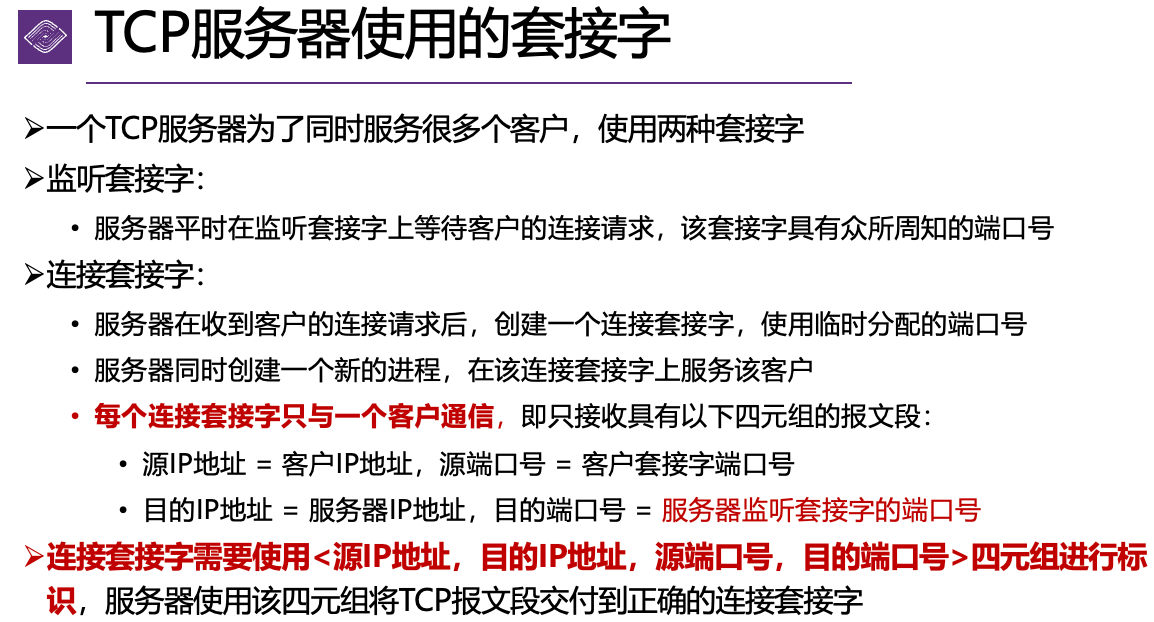 TCP服务器使用的套接字
➢一个TCP服务器为了同时服务很多个客户，使用两种套接字
➢监听套接字：
• 服务器平时在监听套接字上等待客户的连接请求，该套接字具有众所周知的端口号
➢连接套接字：
• 服务器在收到客户的连接请求后，创建一个连接套接字，使用临时分配的端口号
• 服务器同时创建一个新的进程，在该连接套接字上服务该客户
• 每个连接套接字只与一个客户通信，即只接收具有以下四元组的报文段：
• 源IP地址 = 客户IP地址，源端口号 = 客户套接字端口号
• 目的IP地址 = 服务器IP地址，目的端口号 = 服务器监听套接字的端口号
➢连接套接字需要使用<源IP地址，目的IP地址，源端口号，目的端口号>四元组进行标
识，服务器使用该四元组将TCP报文段交付到正确的连接套接字